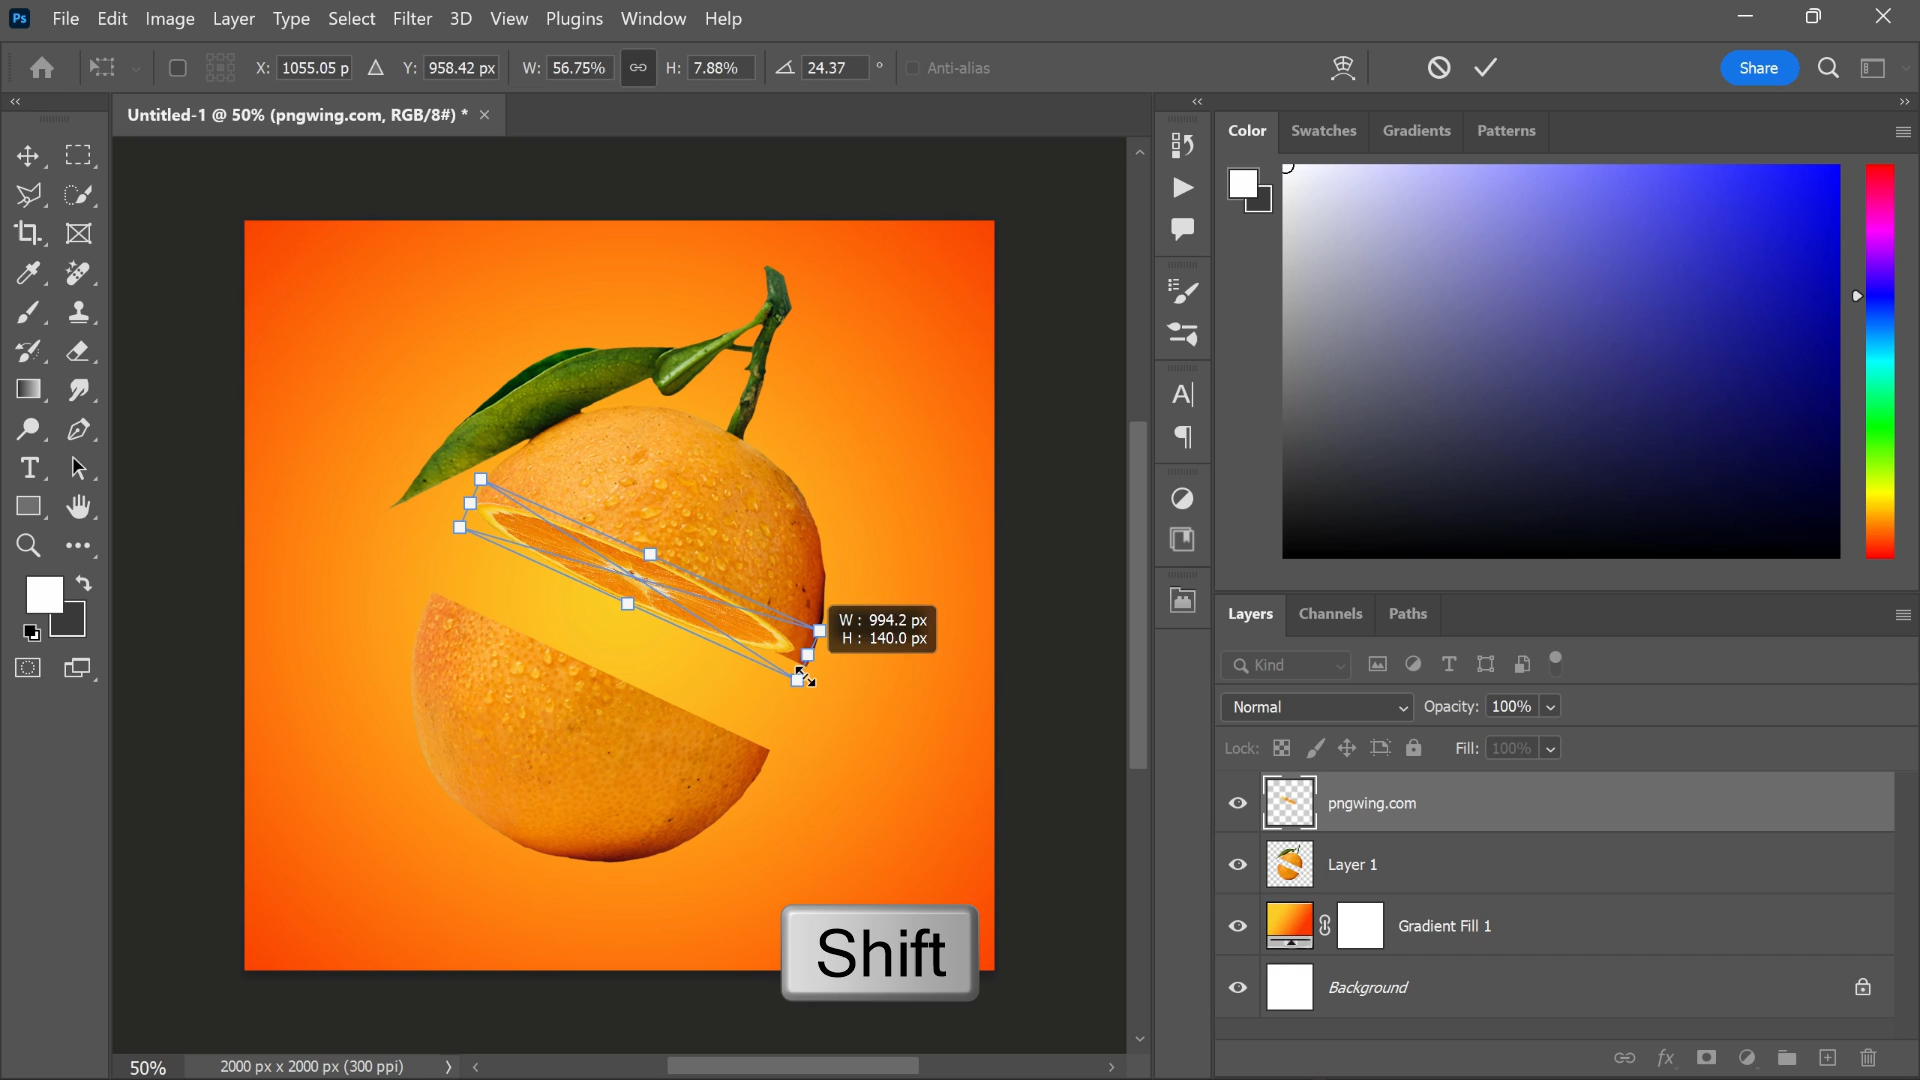 Ps File Edit Image Layer Type Select Filter 3D View Plugins Window Help
X: 1055.05 p Y: 958.42 px W: 56.75% H: 7.88% 24.37 ° Anti-alias Share
Untitled-1 @ 50% (pngwing.com, RGB/8#) *
Color Swatches Gradients Patterns
W : 994.2 px
H : 140.0 px
Shift
50% 2000 px x 2000 px (300 ppi)
Layers Channels Paths
Kind
Normal Opacity: 100%
Lock: Fill: 100%
pngwing.com
Layer 1
Gradient Fill 1
Background
fx